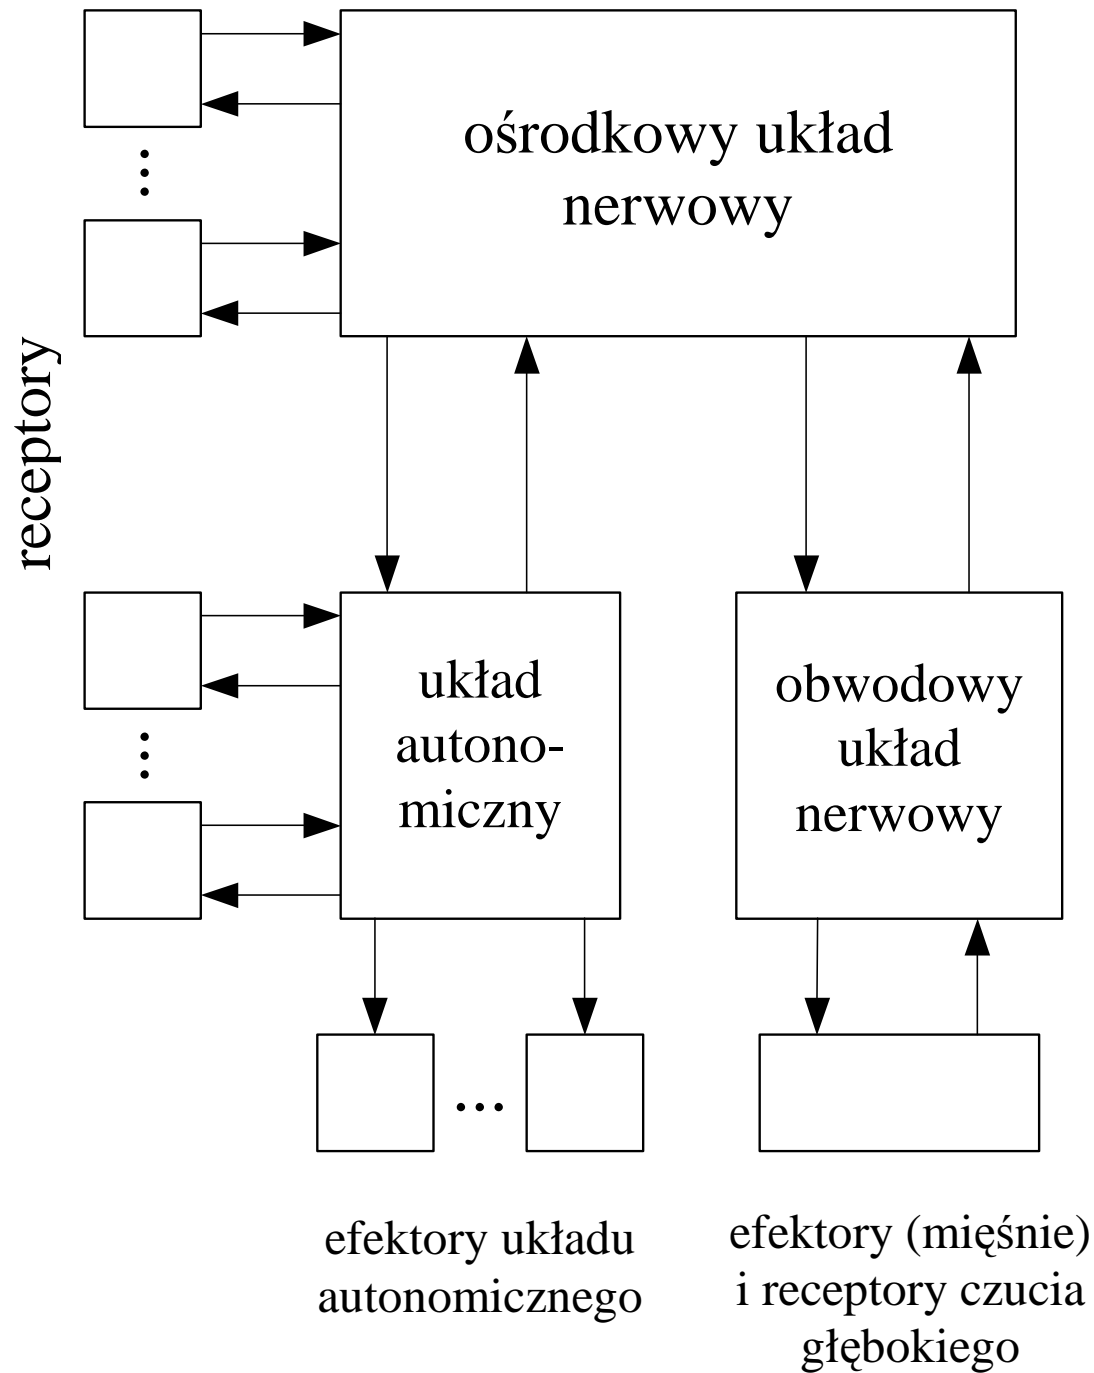 ośrodkowy układ
nerwowy
receptory
układ
autono-
miczny
obwodowy
układ
nerwowy
efektory układu
autonomicznego
efektory (mięśnie)
i receptory czucia
głębokiego